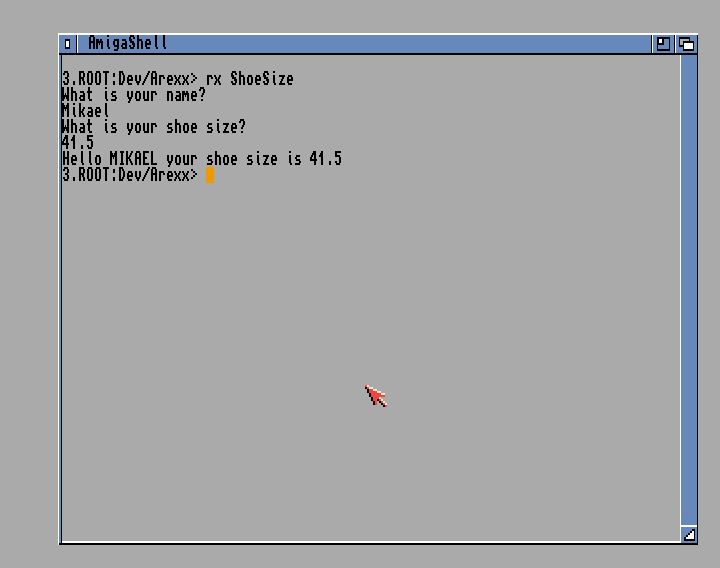 AmigaShell
3.ROOT:Dev/Arexx> rx ShoeSize
What is your name?
Mikael
What is your shoe size?
41.5
Hello MIKAEL your shoe size is 41.5
3.ROOT:Dev/Arexx>